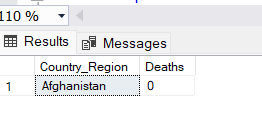 110 %
Results Messages
Country_Region Deaths
1 Afghanistan 0